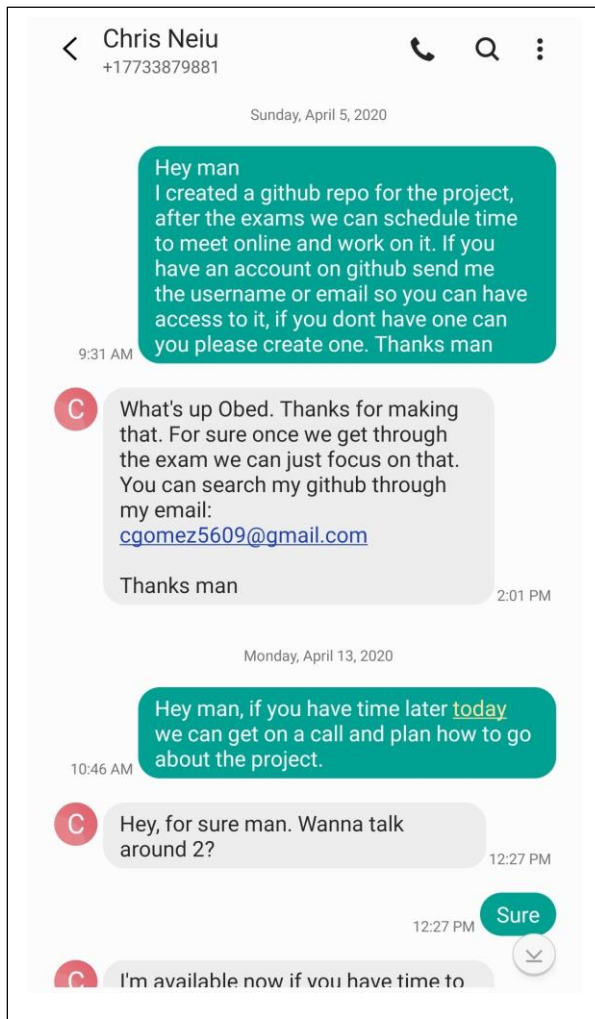 Chris Neiu
+17733879881
Sunday, April 5, 2020
Hey man
I created a github repo for the project,
after the exams we can schedule time
to meet online and work on it. If you
have an account on github send me
the username or email so you can have
access to it, if you dont have one can
you please create one. Thanks man
9:31 AM
C
What's up Obed. Thanks for making
that. For sure once we get through
the exam we can just focus on that.
You can search my github through
my email:
cgomez5609@gmail.com
Thanks man
2:01 PM
Monday, April 13, 2020
Hey man, if you have time later today
we can get on a call and plan how to go
about the project.
10:46 AM
C
Hey, for sure man. Wanna talk
around 2?
12:27 PM
Sure
12:27 PM
C
I'm available now if you have time to